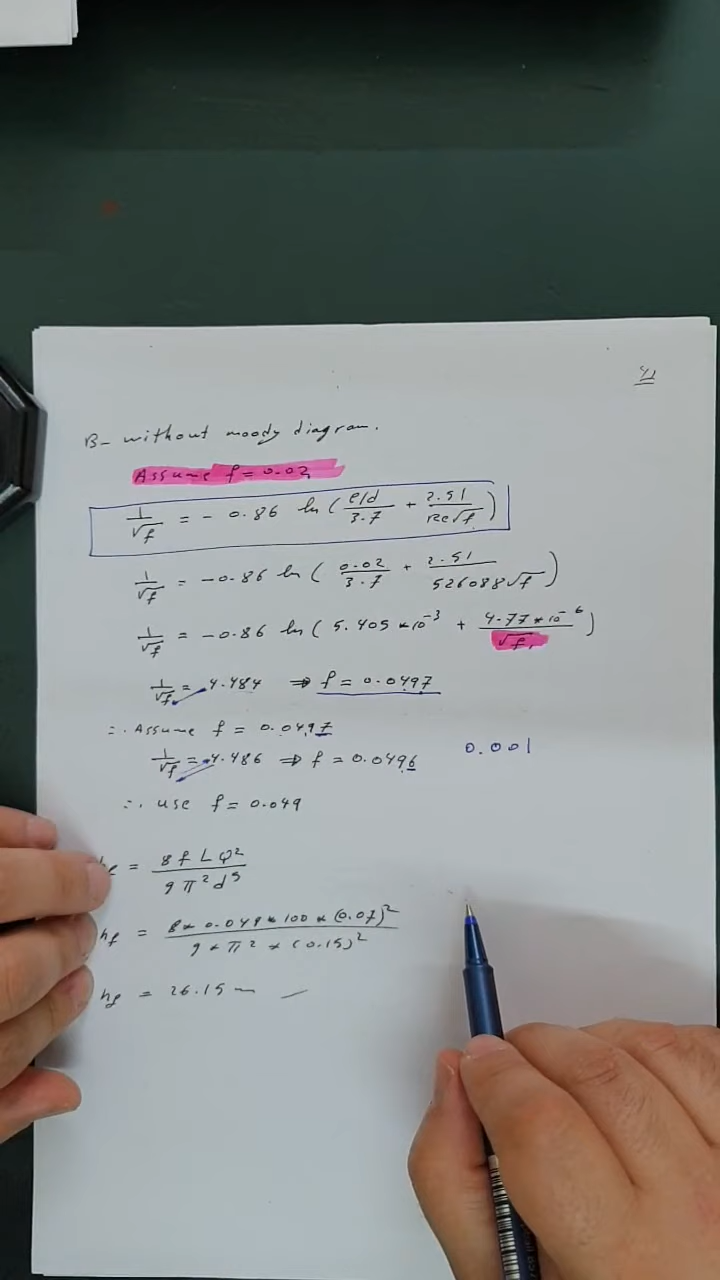 41
B- without moody diagram.
Assume f = 0.02
1/√f = - 0.86 ln ( e/d / 3.7 + 2.51 / Re√f )
1/√f = -0.86 ln ( 0.02 / 3.7 + 2.51 / 526088√f )
1/√f = -0.86 ln ( 5.405 * 10^-3 + 4.77 * 10^-6 / √f )
1/√f = 4.484 ⇒ f = 0.0497
∴ Assume f = 0.0497
1/√f = 4.486 ⇒ f = 0.0496 0.001
∴ use f = 0.049
= 8 f L Q² / g π² d⁵
hf = 8 * 0.049 * 100 * (0.07)² / g * π² * (0.15)²
hf = 26.15 m